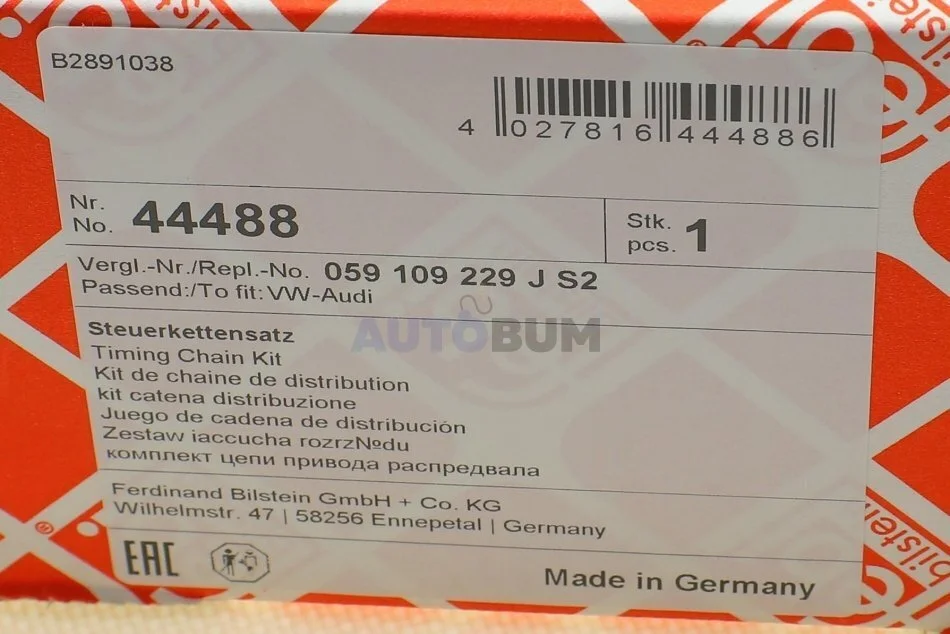 B2891038
4 027816 444886
Nr.
No. 44488
Stk.
pcs. 1
Vergl.-Nr./Repl.-No. 059 109 229 J S2
Passend:/To fit: VW-Audi
AUTOBUM
Steuerkettensatz
Timing Chain Kit
Kit de chaine de distribution
kit catena distribuzione
Juego de cadena de distribución
Zestaw iaccucha rozrz№du
комплект цепи привода распредвала
Ferdinand Bilstein GmbH + Co. KG
Wilhelmstr. 47 | 58256 Ennepetal | Germany
EAC
Made in Germany
bilstein